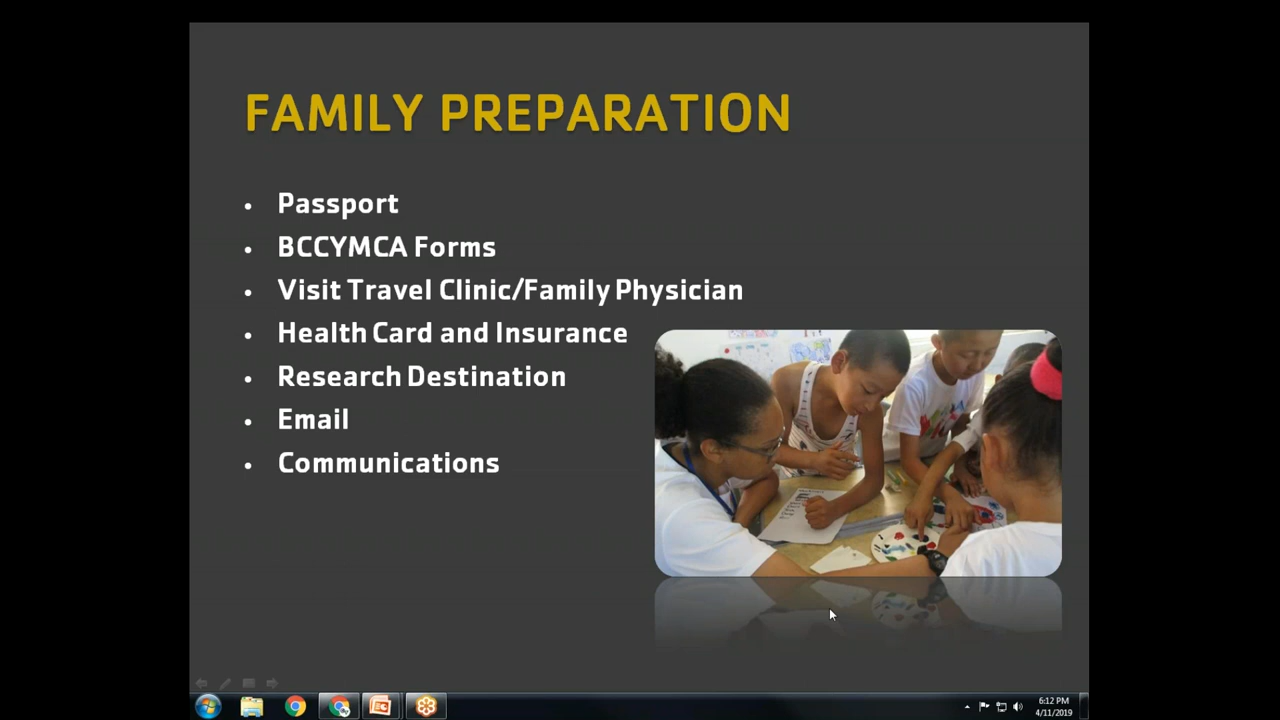 FAMILY PREPARATION
• Passport
• BCCYMCA Forms
• Visit Travel Clinic/Family Physician
• Health Card and Insurance
• Research Destination
• Email
• Communications
6:12 PM
4/11/2019